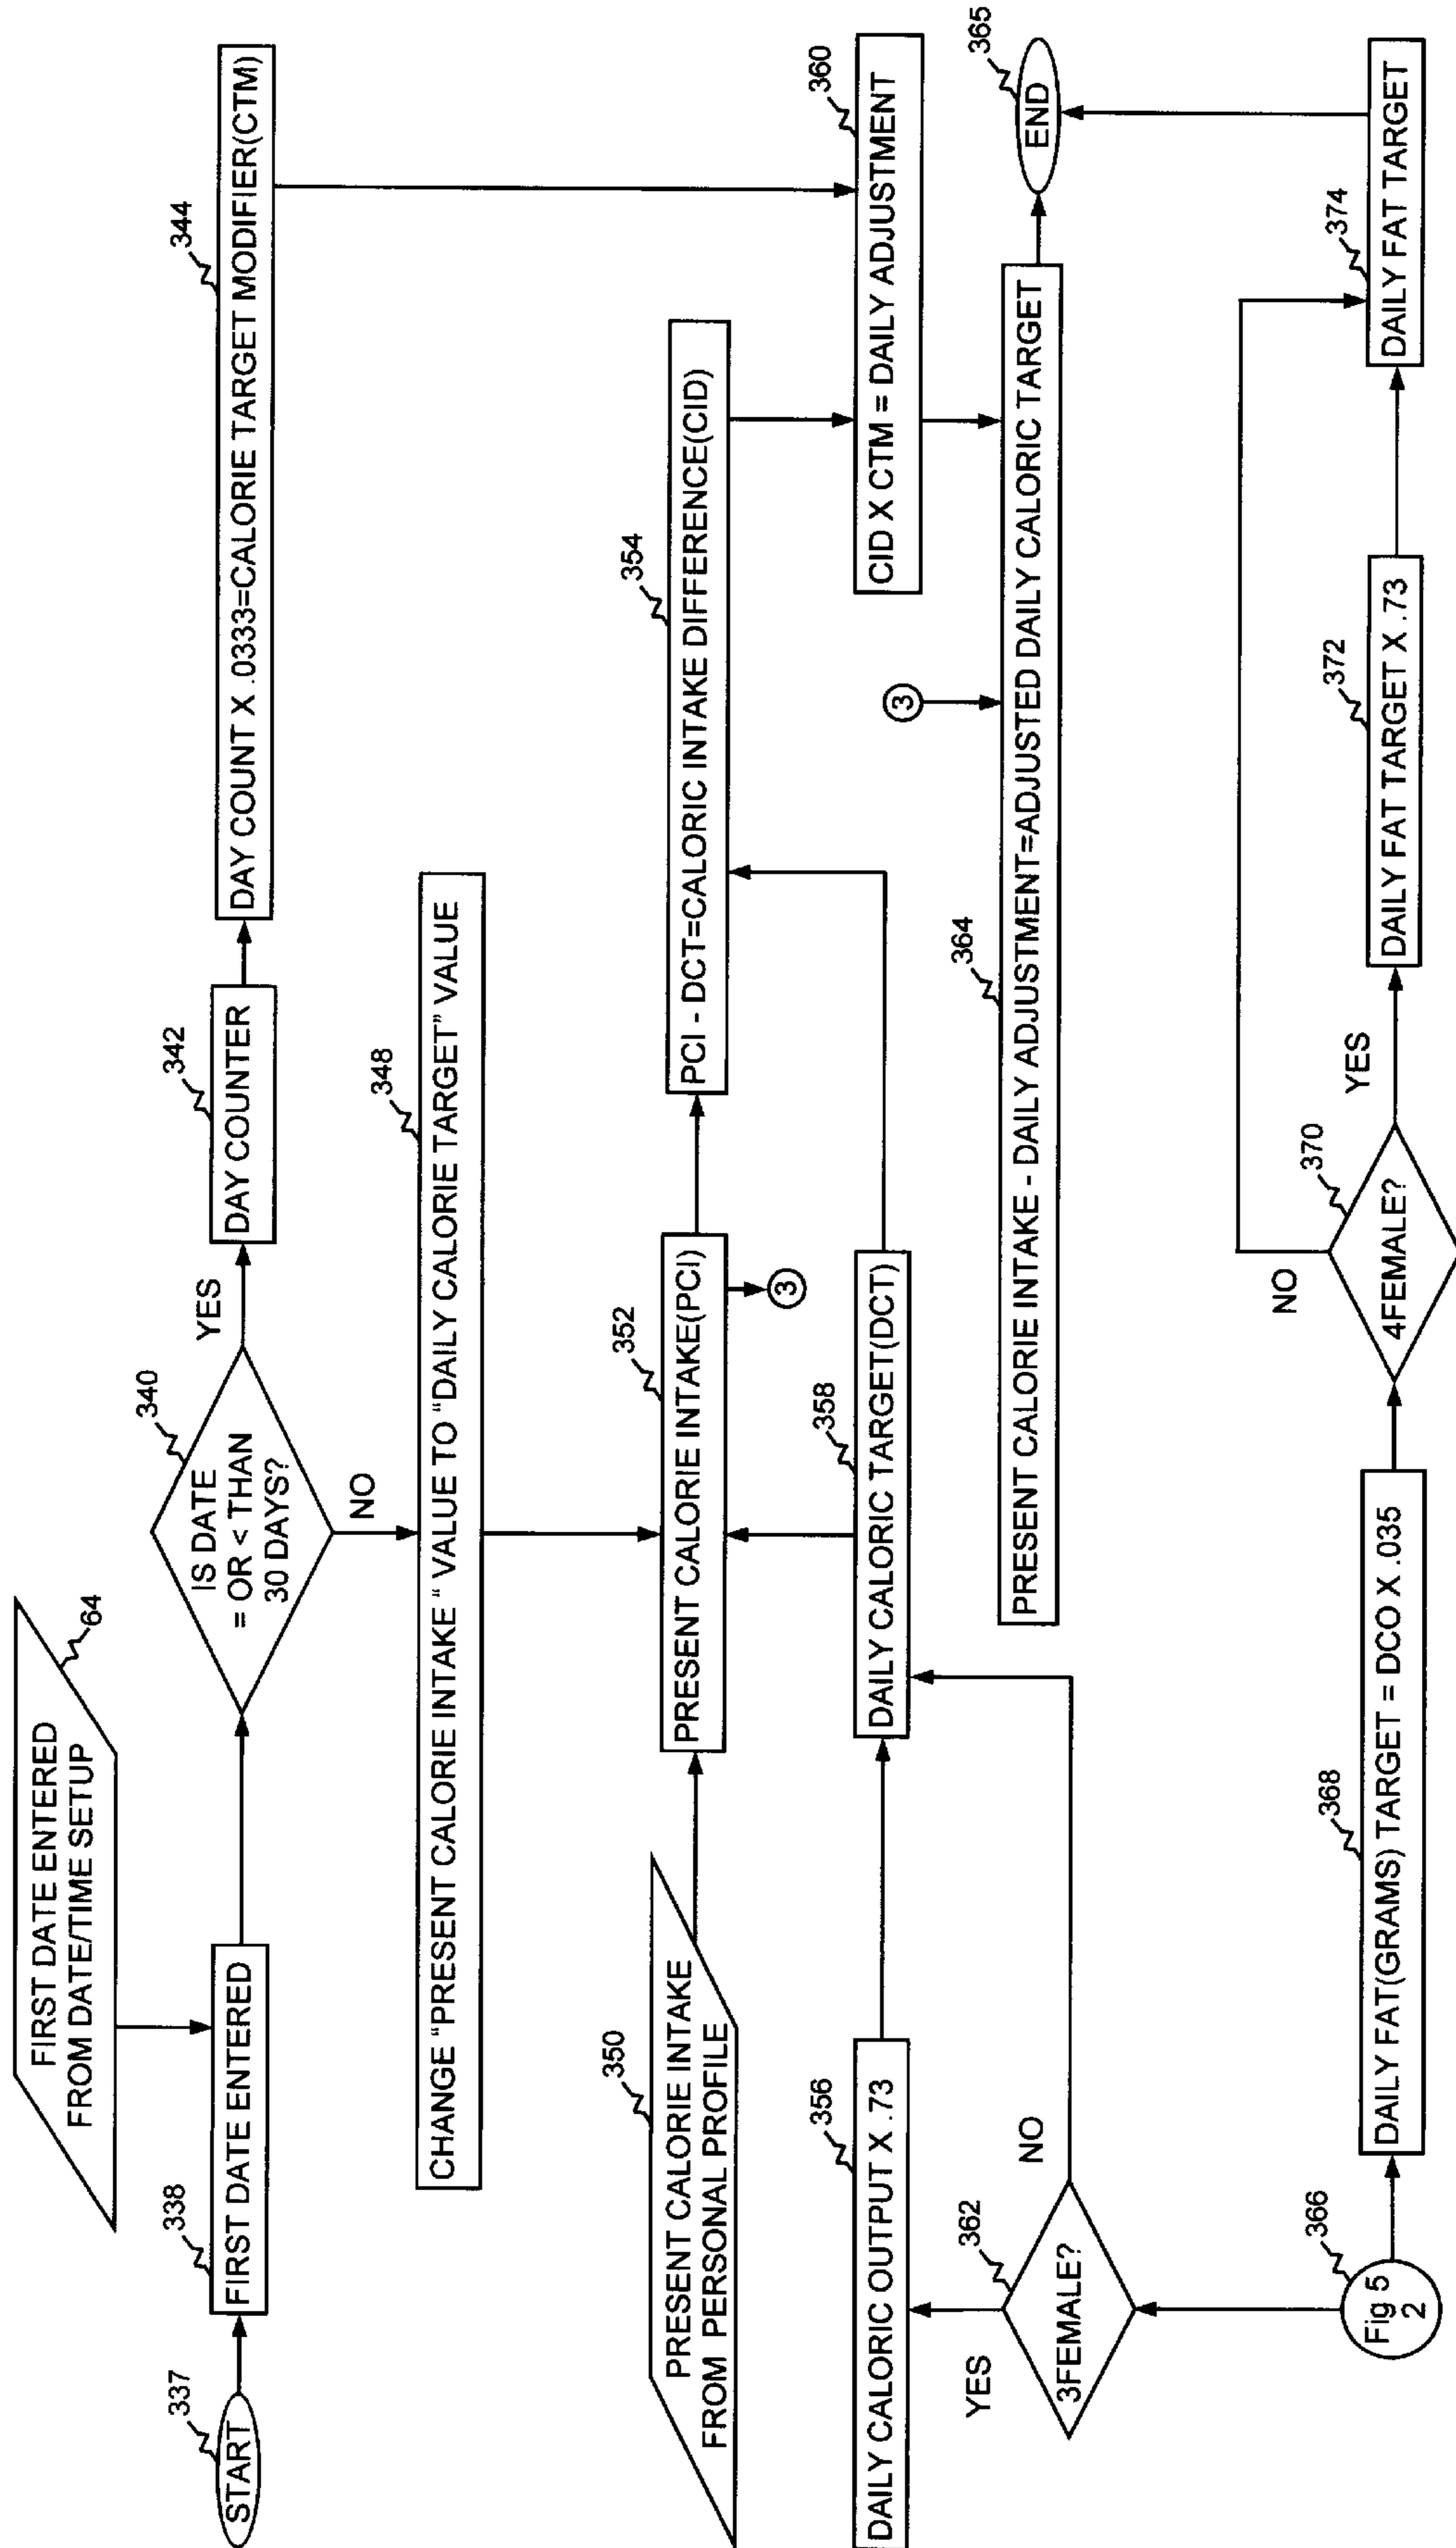 FIRST DATE ENTERED
FROM DATE/TIME SETUP
64
337
START
338
FIRST DATE ENTERED
340
IS DATE
= OR < THAN
30 DAYS?
YES
NO
342
DAY COUNTER
344
DAY COUNT X .0333=CALORIE TARGET MODIFIER(CTM)
348
CHANGE "PRESENT CALORIE INTAKE " VALUE TO "DAILY CALORIE TARGET" VALUE
350
PRESENT CALORIE INTAKE
FROM PERSONAL PROFILE
352
PRESENT CALORIE INTAKE(PCI)
3
354
PCI - DCT=CALORIC INTAKE DIFFERENCE(CID)
356
DAILY CALORIC OUTPUT X .73
358
DAILY CALORIC TARGET(DCT)
360
CID X CTM = DAILY ADJUSTMENT
YES
362
3FEMALE?
NO
3
364
PRESENT CALORIE INTAKE - DAILY ADJUSTMENT=ADJUSTED DAILY CALORIC TARGET
365
END
366
Fig 5
2
368
DAILY FAT(GRAMS) TARGET = DCO X .035
370
4FEMALE?
NO
YES
372
DAILY FAT TARGET X .73
374
DAILY FAT TARGET